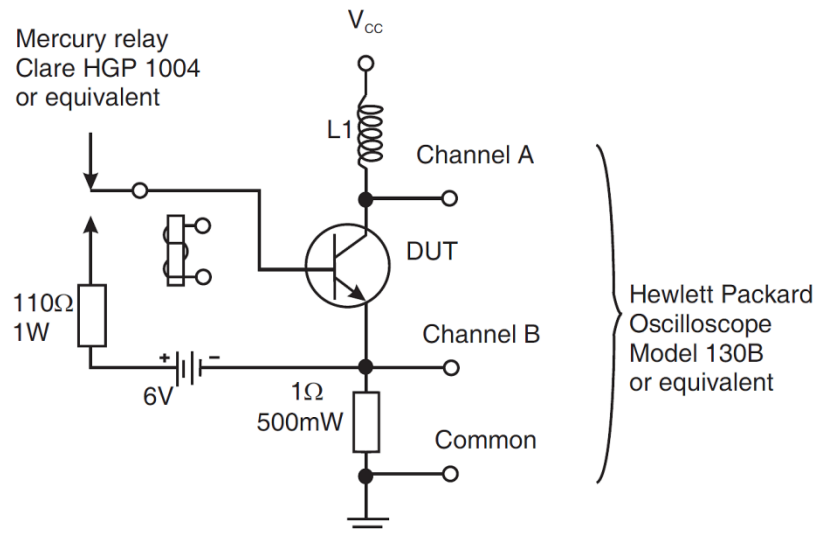 V_CC
Mercury relay
Clare HGP 1004
or equivalent
L1
Channel A
DUT
110Ω
1W
Hewlett Packard
Oscilloscope
Model 130B
or equivalent
Channel B
+ −
6V
1Ω
500mW
Common